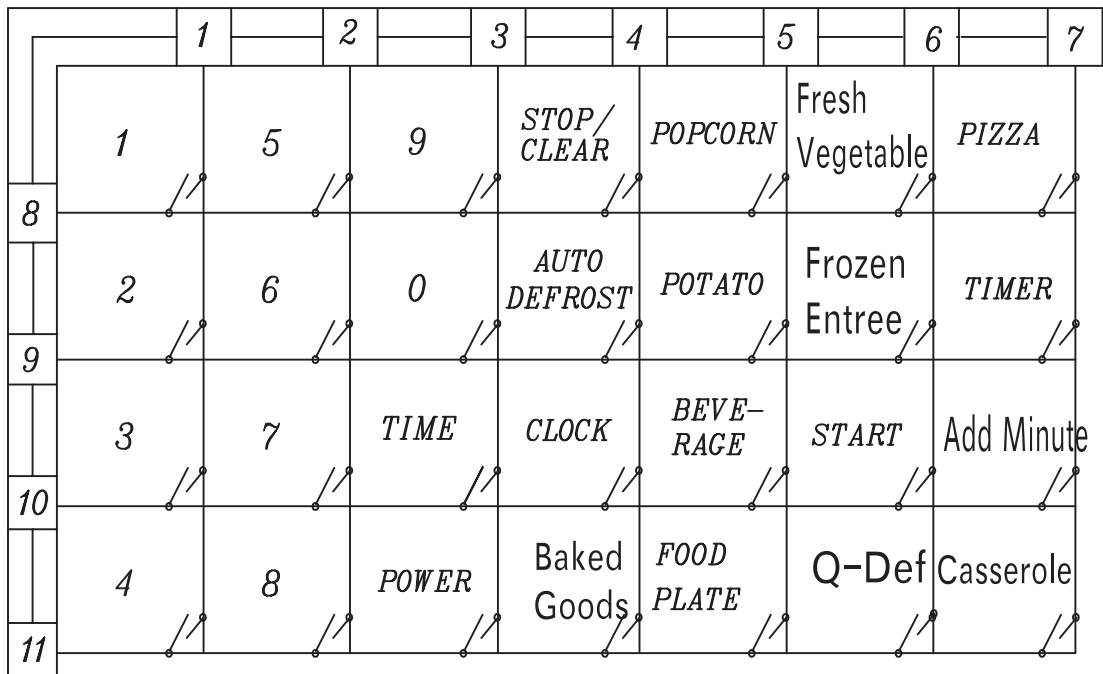 1 2 3 4 5 6 7
1 5 9 STOP/ POPCORN Fresh PIZZA
CLEAR Vegetable
8
2 6 0 AUTO POTATO Frozen TIMER
DEFROST Entree
9
3 7 TIME CLOCK BEVE- START Add Minute
RAGE
10
4 8 POWER Baked FOOD Q-Def Casserole
Goods PLATE
11